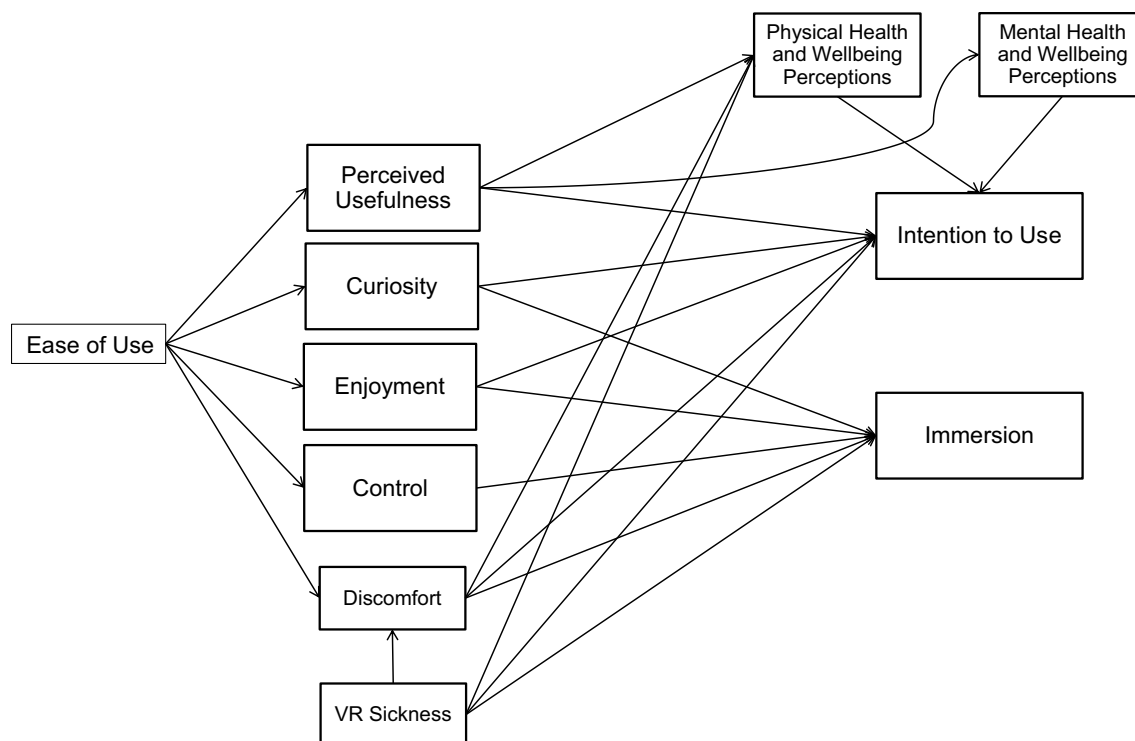 Physical Health
and Wellbeing
Perceptions
Mental Health
and Wellbeing
Perceptions
Perceived
Usefulness
Intention to Use
Curiosity
Ease of Use
Enjoyment
Immersion
Control
Discomfort
VR Sickness